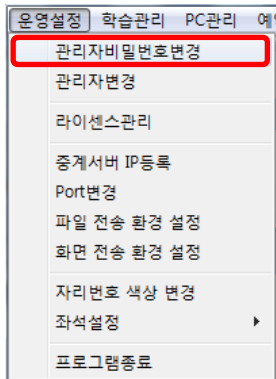 운영설정 학습관리 PC관리
관리자비밀번호변경
관리자변경
라이센스관리
중계서버 IP등록
Port변경
파일 전송 환경 설정
화면 전송 환경 설정
자리번호 색상 변경
좌석설정
프로그램종료